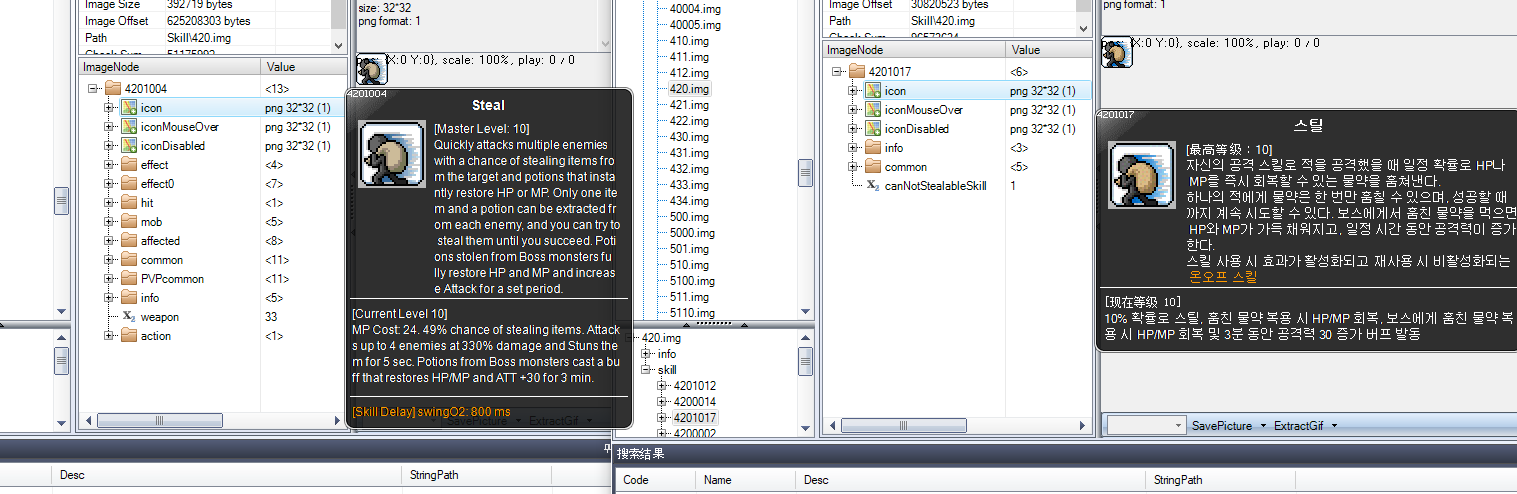 Image Size 392719 bytes
Image Offset 625208303 bytes
Path Skill\420.img
Check Sum 51175992
size: 32*32
png format: 1
pos: {X:0 Y:0}, scale: 100%, play: 0 / 0
ImageNode Value
4201004 <13>
icon png 32*32 (1)
iconMouseOver png 32*32 (1)
iconDisabled png 32*32 (1)
effect <4>
effect0 <7>
hit <1>
mob <5>
affected <8>
common <11>
PVPcommon <11>
info <5>
weapon 33
action <1>
4201004
Steal
[Master Level: 10]
Quickly attacks multiple enemies
with a chance of stealing items fro
m the target and potions that insta
ntly restore HP or MP. Only one ite
m and a potion can be extracted fr
om each enemy, and you can try to
steal them until you succeed. Poti
ons stolen from Boss monsters fu
lly restore HP and MP and increas
e Attack for a set period.
[Current Level 10]
MP Cost: 24. 49% chance of stealing items. Attack
s up to 4 enemies at 330% damage and Stuns the
m for 5 sec. Potions from Boss monsters cast a bu
ff that restores HP/MP and ATT +30 for 3 min.
[Skill Delay] swingO2: 800 ms
SavePicture ExtractGif
Desc StringPath
40004.img
40005.img
410.img
411.img
412.img
420.img
421.img
422.img
430.img
431.img
432.img
433.img
434.img
500.img
5000.img
501.img
510.img
5100.img
511.img
5110.img
420.img
info
skill
4201012
4200014
4201017
4200002
Image Offset 30820523 bytes
Path Skill\420.img
png format: 1
pos: {X:0 Y:0}, scale: 100%, play: 0 / 0
ImageNode Value
4201017 <6>
icon png 32*32 (1)
iconMouseOver png 32*32 (1)
iconDisabled png 32*32 (1)
info <3>
common <5>
canNotStealableSkill 1
4201017
스틸
[最高等级：10]
자신의 공격 스킬로 적을 공격했을 때 일정 확률로 HP나
MP를 즉시 회복할 수 있는 물약을 훔쳐낸다.
하나의 적에게 물약은 한 번만 훔칠 수 있으며, 성공할 때
까지 계속 시도할 수 있다. 보스에게서 훔친 물약을 먹으면
HP와 MP가 가득 채워지고, 일정 시간 동안 공격력이 증가
한다.
스킬 사용 시 효과가 활성화되고 재사용 시 비활성화되는
온오프 스킬
[现在等级 10]
10% 확률로 스틸, 훔친 물약 복용 시 HP/MP 회복, 보스에게 훔친 물약 복
용 시 HP/MP 회복 및 3분 동안 공격력 30 증가 버프 발동
SavePicture ExtractGif
搜索结果
Code Name Desc StringPath